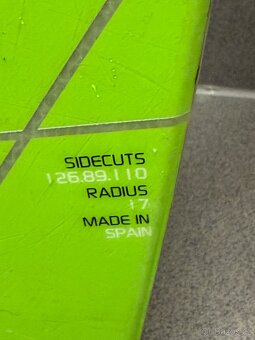 SIDECUTS
126.89.110
RADIUS
17
MADE IN
SPAIN